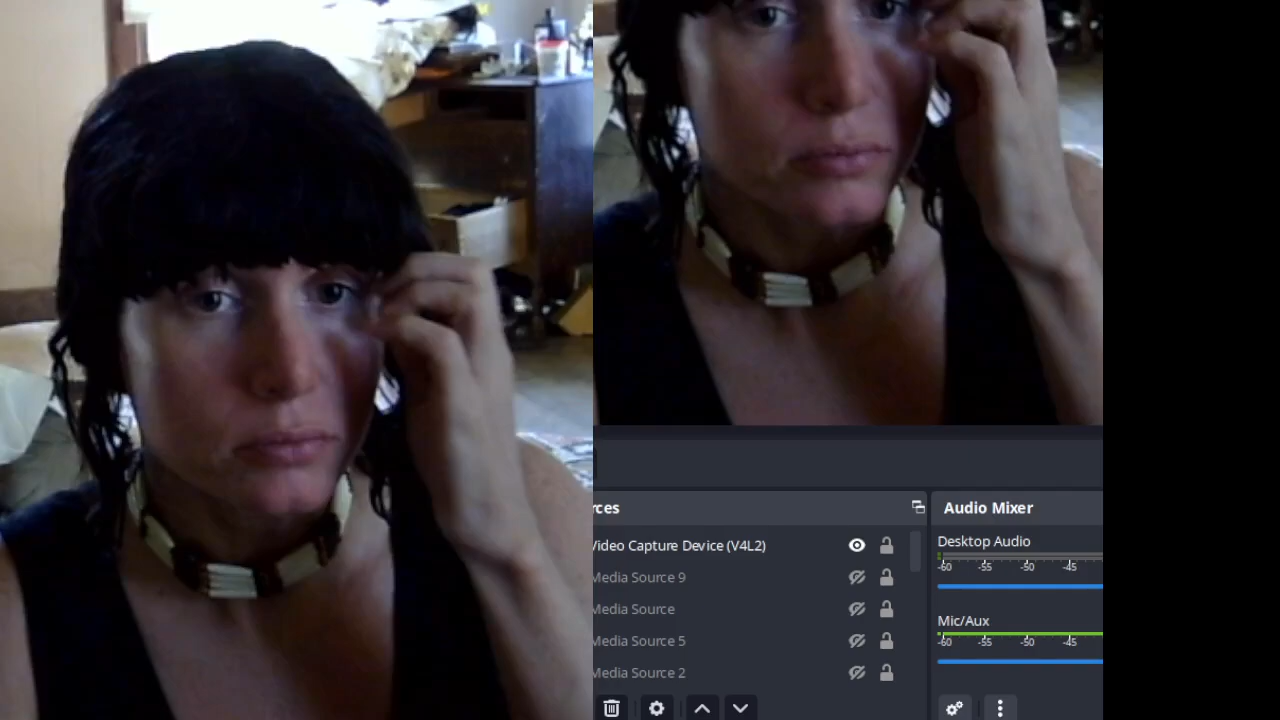 rces
Audio Mixer
Video Capture Device (V4L2)
Media Source 9
Media Source
Media Source 5
Media Source 2
Desktop Audio
-60 -55 -50 -45
Mic/Aux
-60 -55 -50 -45